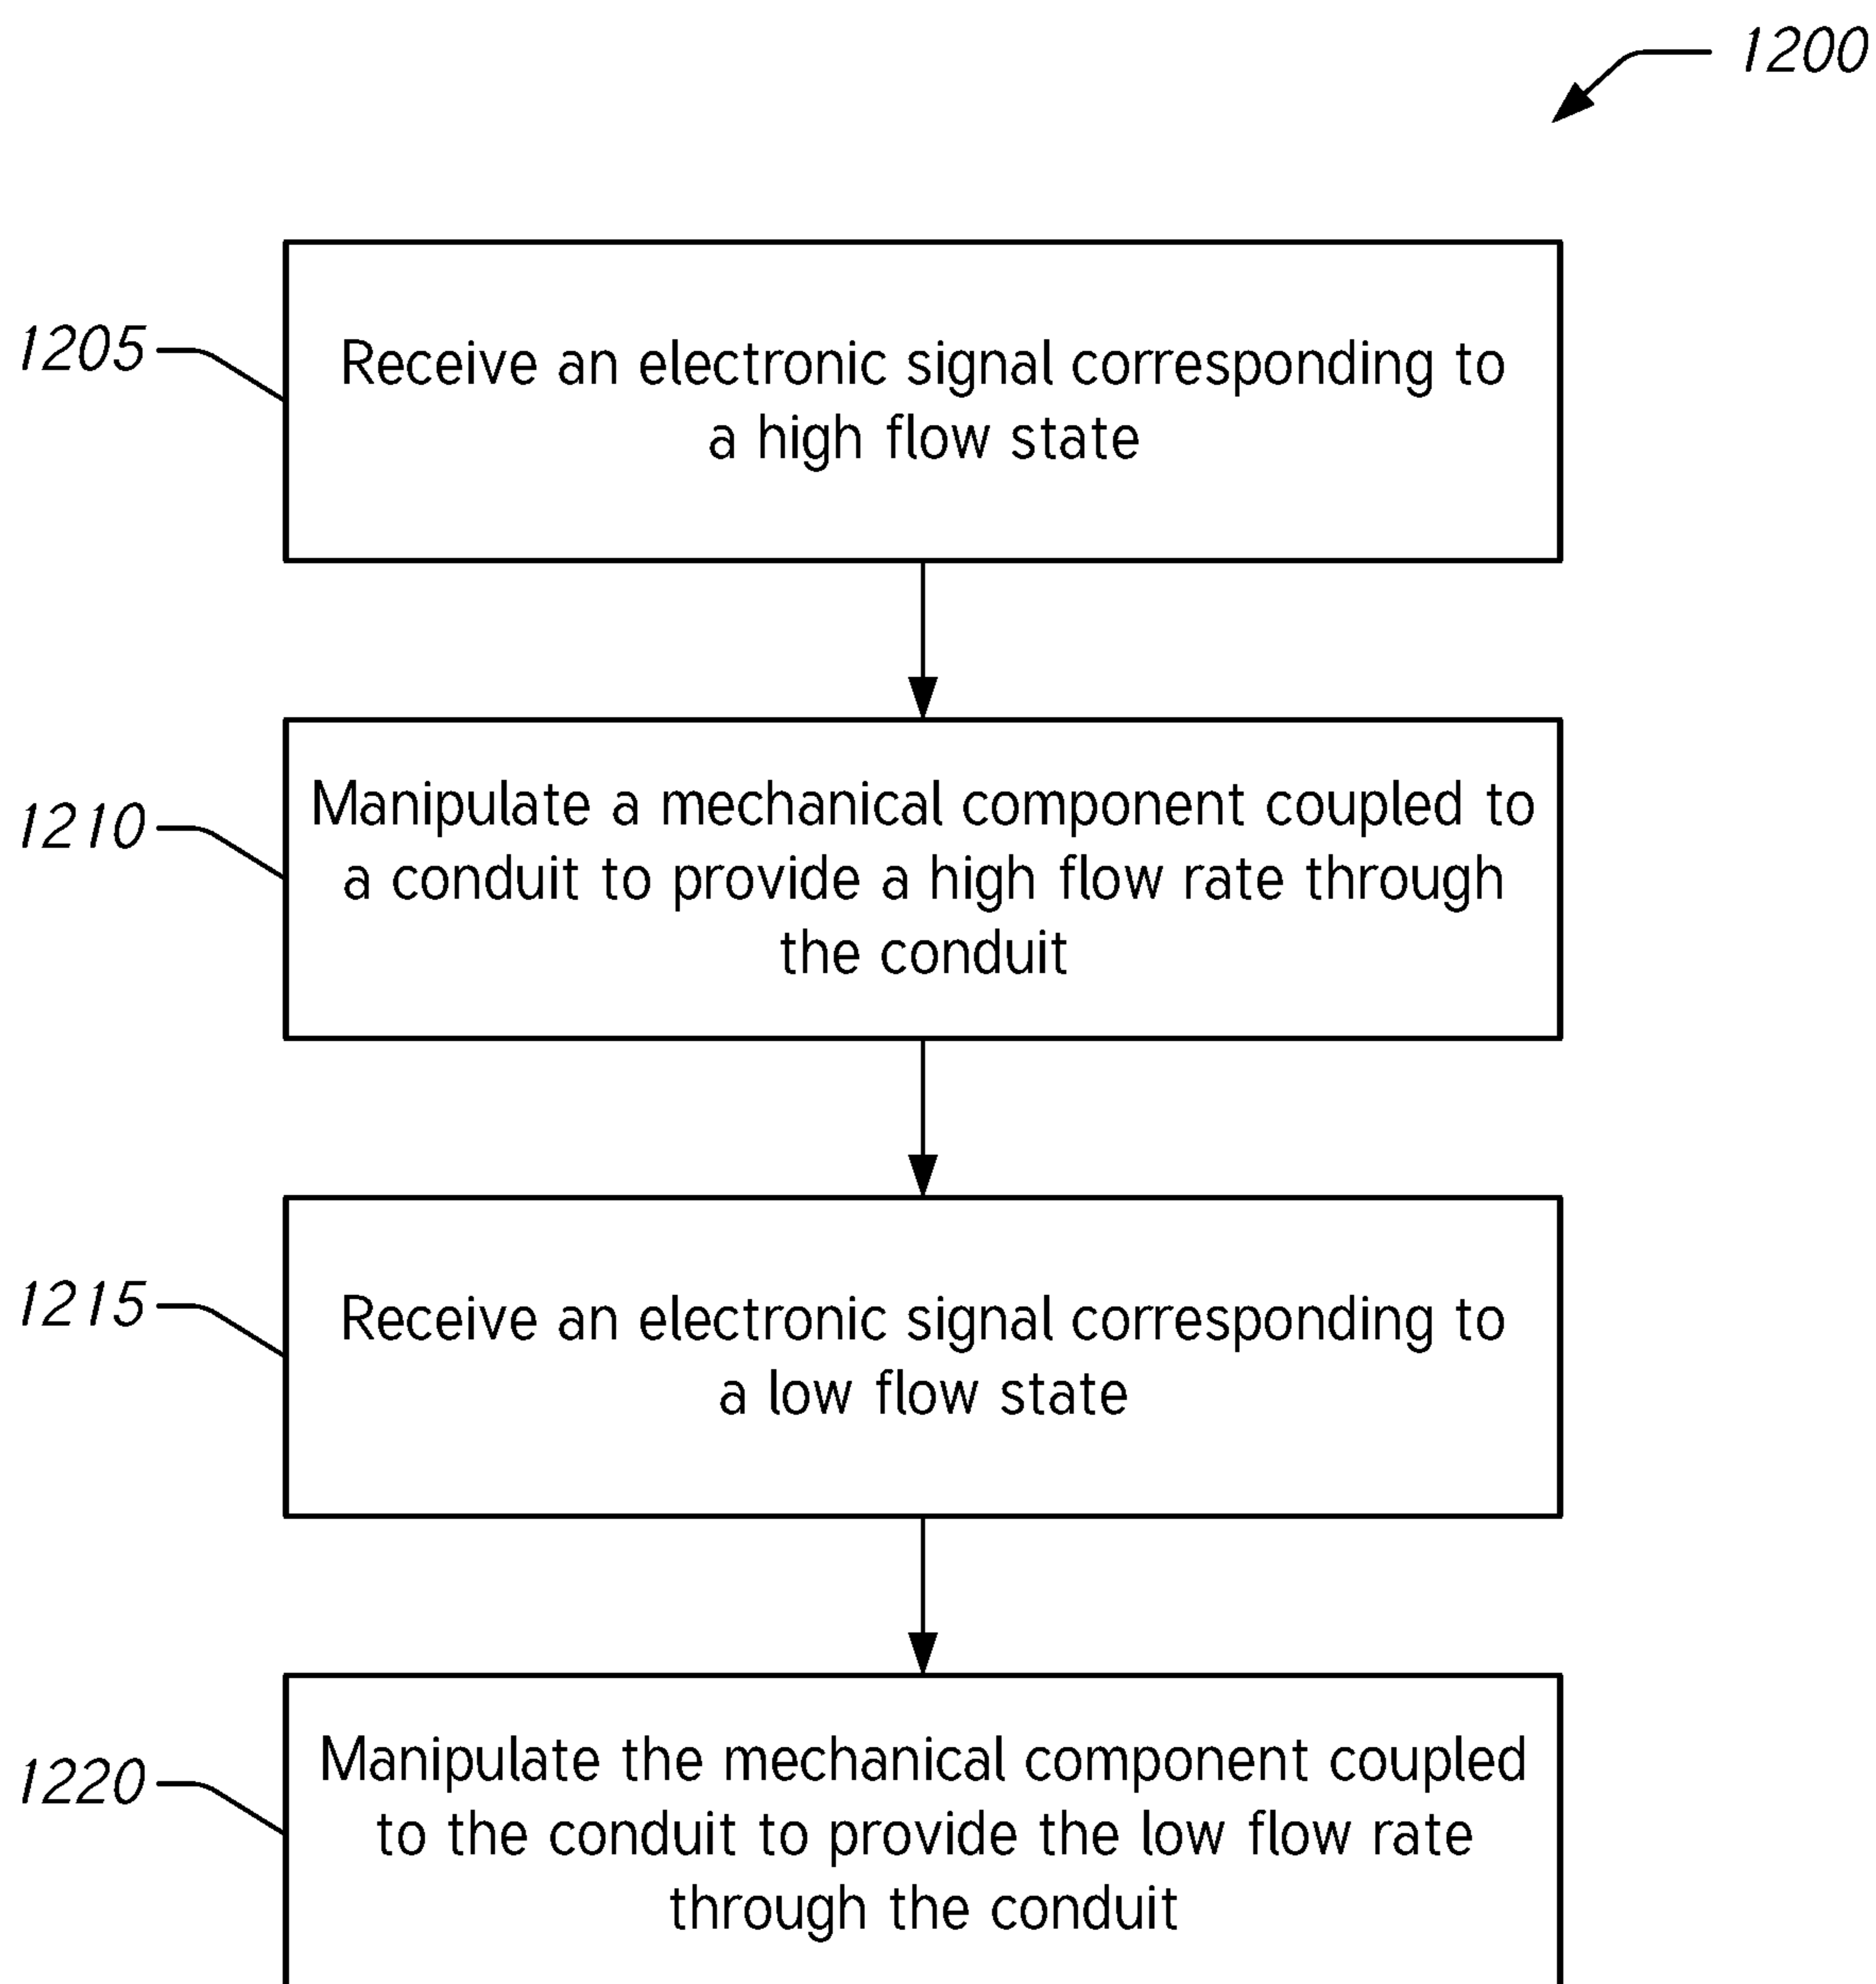 1200
1205
Receive an electronic signal corresponding to
a high flow state
1210
Manipulate a mechanical component coupled to
a conduit to provide a high flow rate through
the conduit
1215
Receive an electronic signal corresponding to
a low flow state
1220
Manipulate the mechanical component coupled
to the conduit to provide the low flow rate
through the conduit